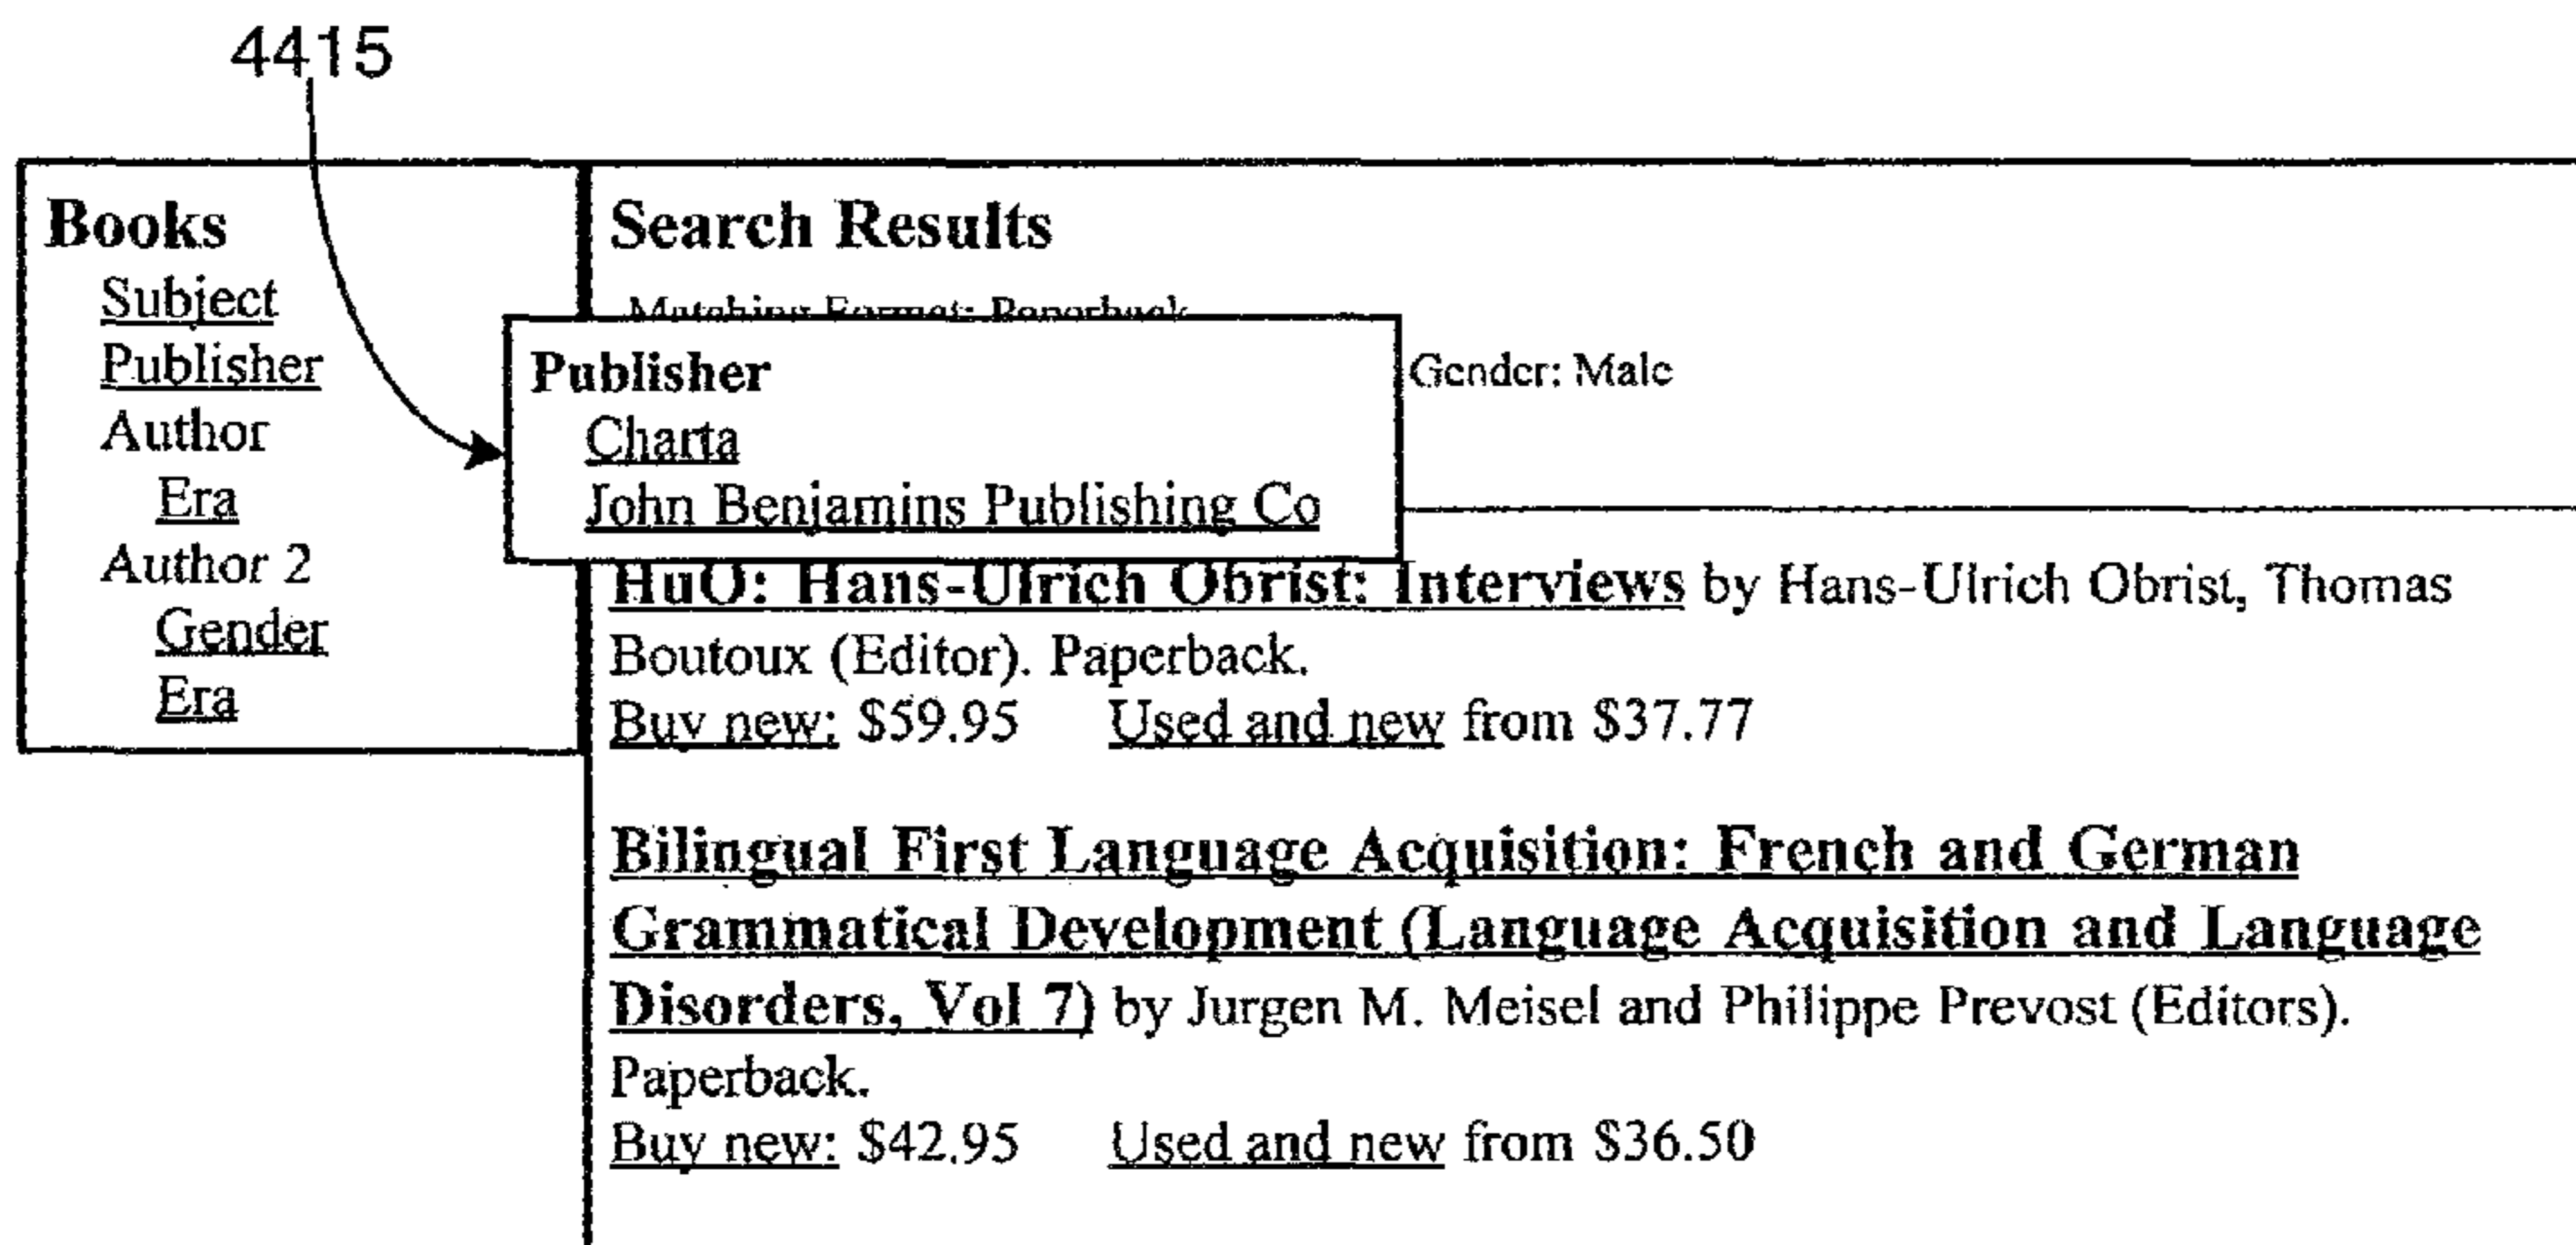 4415
Books
Subject
Publisher
Author
Era
Author 2
Gender
Era
Search Results
Matching Format: Paperback
Publisher
Charta
John Benjamins Publishing Co
Gender: Male
HuO: Hans-Ulrich Obrist: Interviews by Hans-Ulrich Obrist, Thomas
Boutoux (Editor). Paperback.
Buy new: $59.95 Used and new from $37.77
Bilingual First Language Acquisition: French and German
Grammatical Development (Language Acquisition and Language
Disorders, Vol 7) by Jurgen M. Meisel and Philippe Prevost (Editors).
Paperback.
Buy new: $42.95 Used and new from $36.50